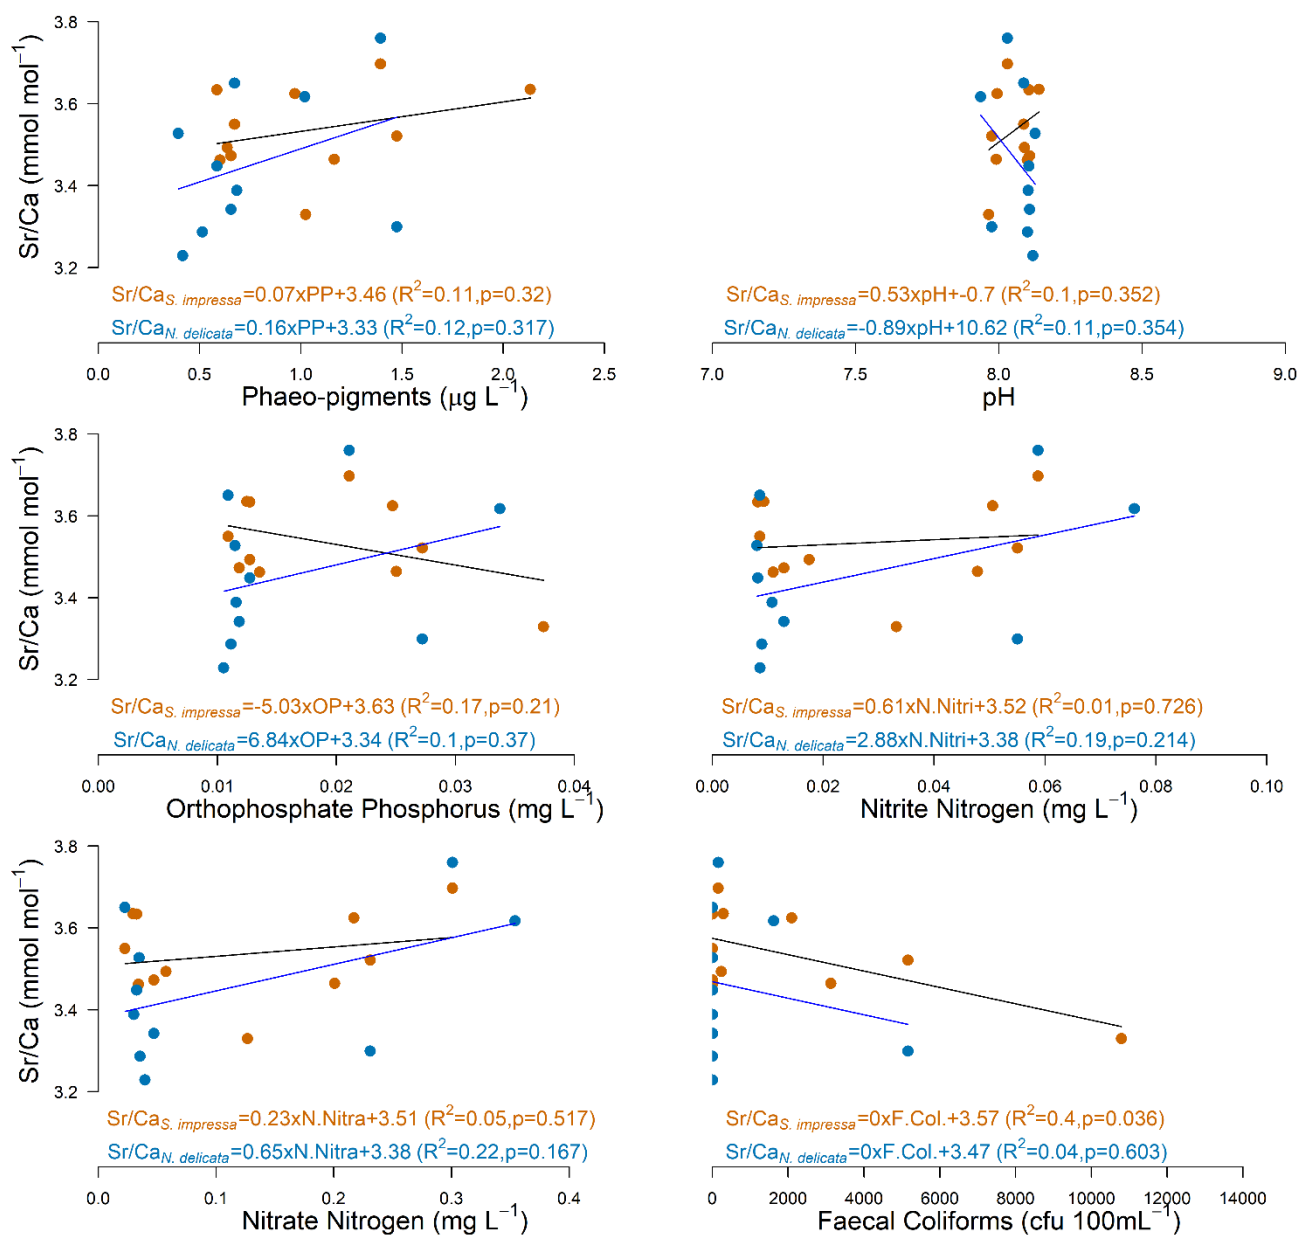 3.8
3.6
3.4
3.2
Sr/Ca (mmol mol⁻¹)
Sr/Ca_S. impressa=0.07xPP+3.46 (R²=0.11,p=0.32)
Sr/Ca_N. delicata=0.16xPP+3.33 (R²=0.12,p=0.317)
0.0 0.5 1.0 1.5 2.0 2.5
Phaeo-pigments (μg L⁻¹)
Sr/Ca_S. impressa=0.53xpH+-0.7 (R²=0.1,p=0.352)
Sr/Ca_N. delicata=-0.89xpH+10.62 (R²=0.11,p=0.354)
7.0 7.5 8.0 8.5 9.0
pH
3.8
3.6
3.4
3.2
Sr/Ca (mmol mol⁻¹)
Sr/Ca_S. impressa=-5.03xOP+3.63 (R²=0.17,p=0.21)
Sr/Ca_N. delicata=6.84xOP+3.34 (R²=0.1,p=0.37)
0.00 0.01 0.02 0.03 0.04
Orthophosphate Phosphorus (mg L⁻¹)
Sr/Ca_S. impressa=0.61xN.Nitri+3.52 (R²=0.01,p=0.726)
Sr/Ca_N. delicata=2.88xN.Nitri+3.38 (R²=0.19,p=0.214)
0.00 0.02 0.04 0.06 0.08 0.10
Nitrite Nitrogen (mg L⁻¹)
3.8
3.6
3.4
3.2
Sr/Ca (mmol mol⁻¹)
Sr/Ca_S. impressa=0.23xN.Nitra+3.51 (R²=0.05,p=0.517)
Sr/Ca_N. delicata=0.65xN.Nitra+3.38 (R²=0.22,p=0.167)
0.0 0.1 0.2 0.3 0.4
Nitrate Nitrogen (mg L⁻¹)
Sr/Ca_S. impressa=0xF.Col.+3.57 (R²=0.4,p=0.036)
Sr/Ca_N. delicata=0xF.Col.+3.47 (R²=0.04,p=0.603)
0 2000 4000 6000 8000 10000 12000 14000
Faecal Coliforms (cfu 100mL⁻¹)